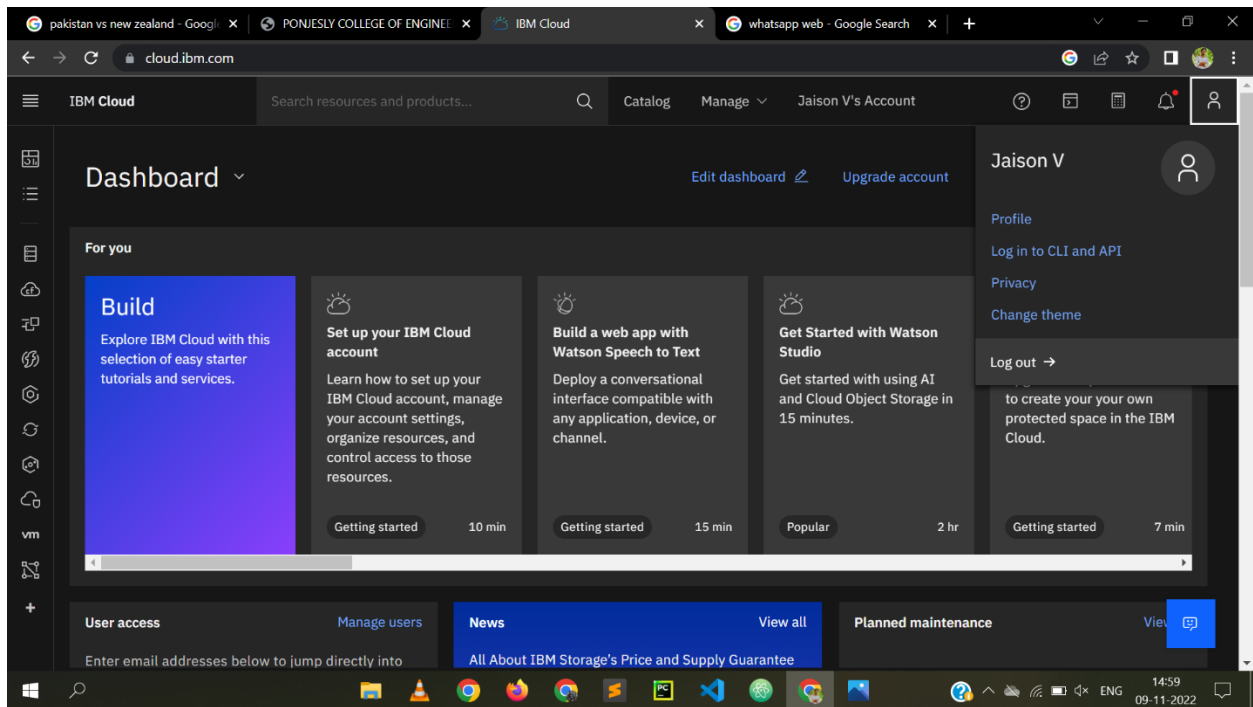 pakistan vs new zealand - Googl
PONJESLY COLLEGE OF ENGINEE
IBM Cloud
whatsapp web - Google Search
cloud.ibm.com
IBM Cloud
Search resources and products...
Catalog
Manage
Jaison V's Account
Jaison V
Profile
Log in to CLI and API
Privacy
Change theme
Log out →
Dashboard
Edit dashboard
Upgrade account
For you
Build
Explore IBM Cloud with this
selection of easy starter
tutorials and services.
Set up your IBM Cloud
account
Learn how to set up your
IBM Cloud account, manage
your account settings,
organize resources, and
control access to those
resources.
Getting started
10 min
Build a web app with
Watson Speech to Text
Deploy a conversational
interface compatible with
any application, device, or
channel.
Getting started
15 min
Get Started with Watson
Studio
Get started with using AI
and Cloud Object Storage in
15 minutes.
Popular
2 hr
to create your your own
protected space in the IBM
Cloud.
Getting started
7 min
vm
User access
Manage users
Enter email addresses below to jump directly into
News
View all
All About IBM Storage's Price and Supply Guarantee
Planned maintenance
View
ENG
14:59
09-11-2022